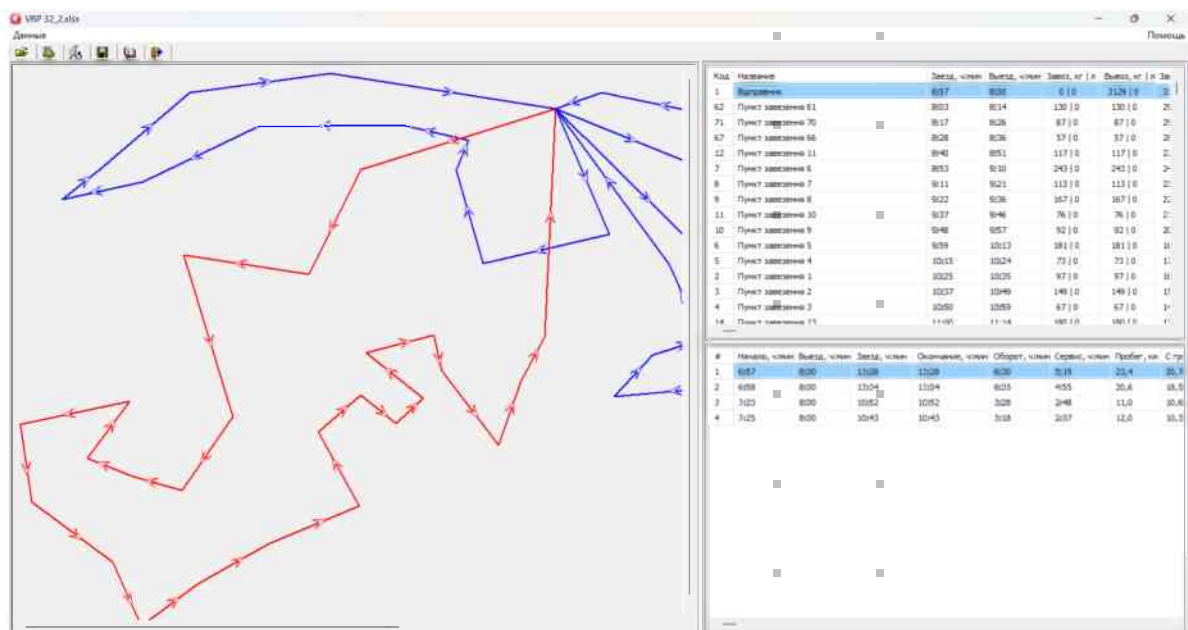 VRP 32_2.xlsx
Данные Помощь
Код Название Заезд, ч:мин Выезд, ч:мин Завоз, кг | л Вывоз, кг | л
1 Відправник 8:00 0 | 0 3129 | 0
62 Пункт завезення 61 8:03 8:14 130 | 0 130 | 0
71 Пункт завезення 70 8:17 8:26 87 | 0 87 | 0
67 Пункт завезення 66 8:28 8:36 57 | 0 57 | 0
12 Пункт завезення 11 8:40 8:51 117 | 0 117 | 0
7 Пункт завезення 6 8:53 9:10 243 | 0 243 | 0
8 Пункт завезення 7 9:11 9:21 113 | 0 113 | 0
9 Пункт завезення 8 9:22 9:36 167 | 0 167 | 0
11 Пункт завезення 10 9:37 9:46 76 | 0 76 | 0
10 Пункт завезення 9 9:48 9:57 92 | 0 92 | 0
6 Пункт завезення 5 9:59 10:13 181 | 0 181 | 0
5 Пункт завезення 4 10:15 10:24 73 | 0 73 | 0
2 Пункт завезення 1 10:25 10:35 97 | 0 97 | 0
3 Пункт завезення 2 10:37 10:49 149 | 0 149 | 0
4 Пункт завезення 3 10:50 10:59 67 | 0 67 | 0
# Начало, ч:мин Выезд, ч:мин Заезд, ч:мин Окончание, ч:мин Оборот, ч:мин Сервис, ч:мин Пробег, км С гр
1 6:57 8:00 13:28 13:28 6:30 5:19 23,4
2 6:58 8:00 13:04 13:04 4:55 20,6
3 7:23 8:00 10:52 10:52 3:28 2:48 11,0
4 7:25 8:00 10:43 10:43 3:18 2:37 12,0